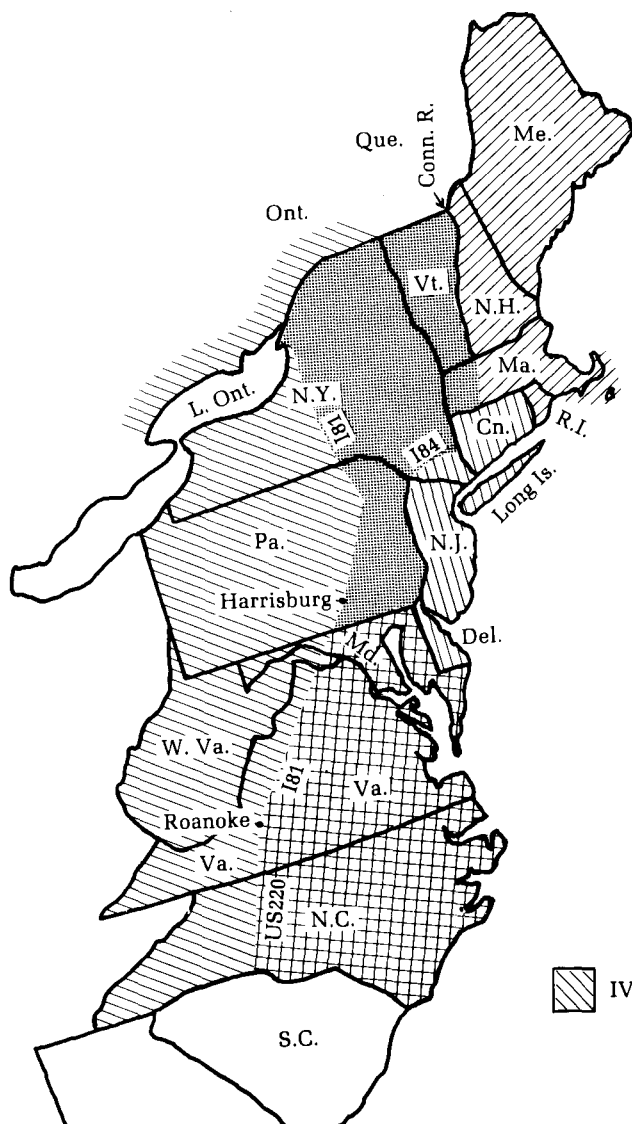 Me.
Que.
Conn. R.
Ont.
Vt.
N.H.
Ma.
L. Ont.
N.Y.
I81
I84
Cn.
R.I.
Long Is.
Pa.
N.J.
Harrisburg
Del.
Md.
W. Va.
I81
Va.
Roanoke
Va.
US220
N.C.
IV
S.C.